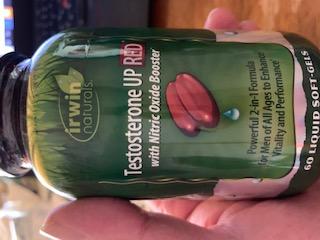 irwin
naturals.
Testosterone UP RED
with Nitric Oxide Booster
Powerful 2-in-1 Formula
for Men of All Ages to Enhance
Vitality and Performance
60 LIQUID SOFT-GELS